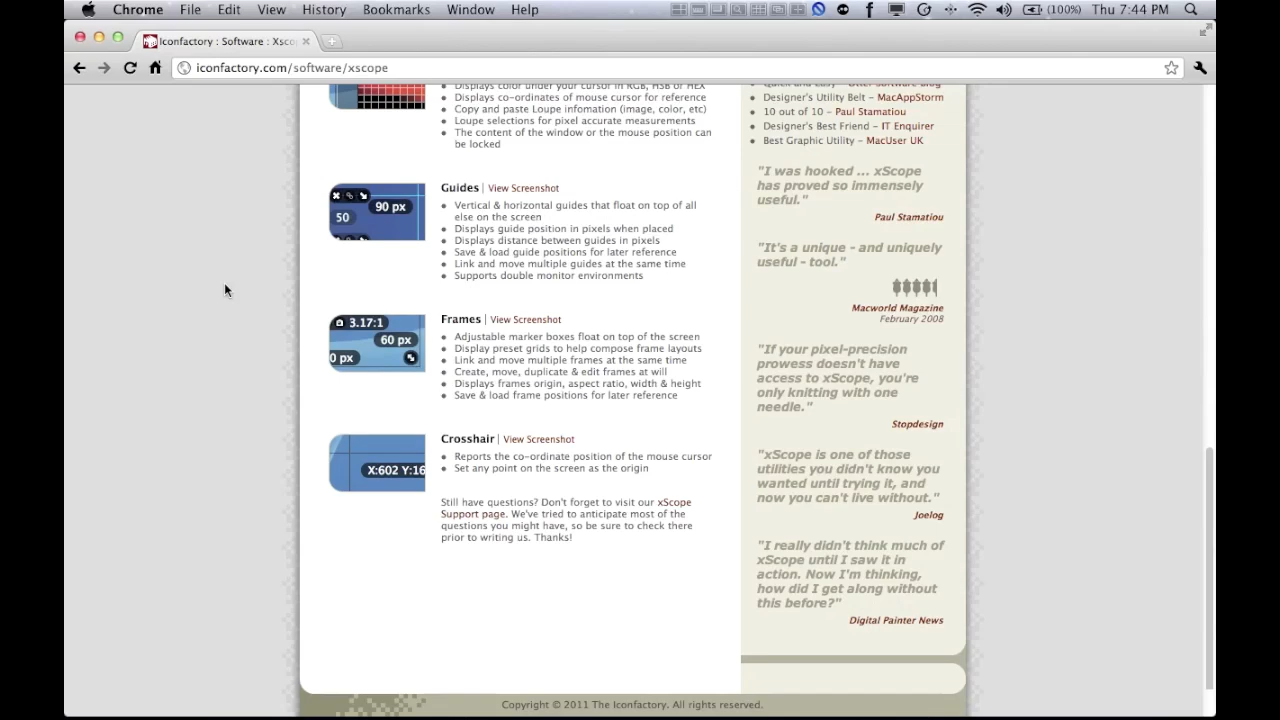 Chrome File Edit View History Bookmarks Window Help (100%) Thu 7:44 PM
Iconfactory : Software : Xsco
iconfactory.com/software/xscope
Displays color under your cursor in RGB, HSB or HEX
Displays co-ordinates of mouse cursor for reference
Copy and paste Loupe infomation (image, color, etc)
Loupe selections for pixel accurate measurements
The content of the window or the mouse position can
be locked
90 px
50
Guides | View Screenshot
Vertical & horizontal guides that float on top of all
else on the screen
Displays guide position in pixels when placed
Displays distance between guides in pixels
Save & load guide positions for later reference
Link and move multiple guides at the same time
Supports double monitor environments
3.17:1
60 px
0 px
Frames | View Screenshot
Adjustable marker boxes float on top of the screen
Display preset grids to help compose frame layouts
Link and move multiple frames at the same time
Create, move, duplicate & edit frames at will
Displays frames origin, aspect ratio, width & height
Save & load frame positions for later reference
X:602 Y:16
Crosshair | View Screenshot
Reports the co-ordinate position of the mouse cursor
Set any point on the screen as the origin
Still have questions? Don't forget to visit our xScope
Support page. We've tried to anticipate most of the
questions you might have, so be sure to check there
prior to writing us. Thanks!
Designer's Utility Belt – MacAppStorm
10 out of 10 – Paul Stamatiou
Designer's Best Friend – IT Enquirer
Best Graphic Utility – MacUser UK
"I was hooked ... xScope
has proved so immensely
useful."
Paul Stamatiou
"It's a unique - and uniquely
useful - tool."
Macworld Magazine
February 2008
"If your pixel-precision
prowess doesn't have
access to xScope, you're
only knitting with one
needle."
Stopdesign
"xScope is one of those
utilities you didn't know you
wanted until trying it, and
now you can't live without."
Joelog
"I really didn't think much of
xScope until I saw it in
action. Now I'm thinking,
how did I get along without
this before?"
Digital Painter News
Copyright © 2011 The Iconfactory. All rights reserved.